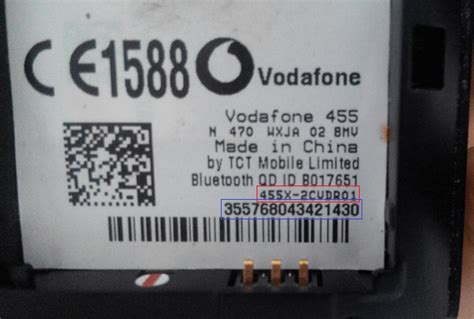 CE1588 Vodafone
Vodafone 455
N 470 WXJA 02 BMV
Made in China
by TCT Mobile Limited
Bluetooth QD ID B017651
455X-2CVDR01
355768043421430